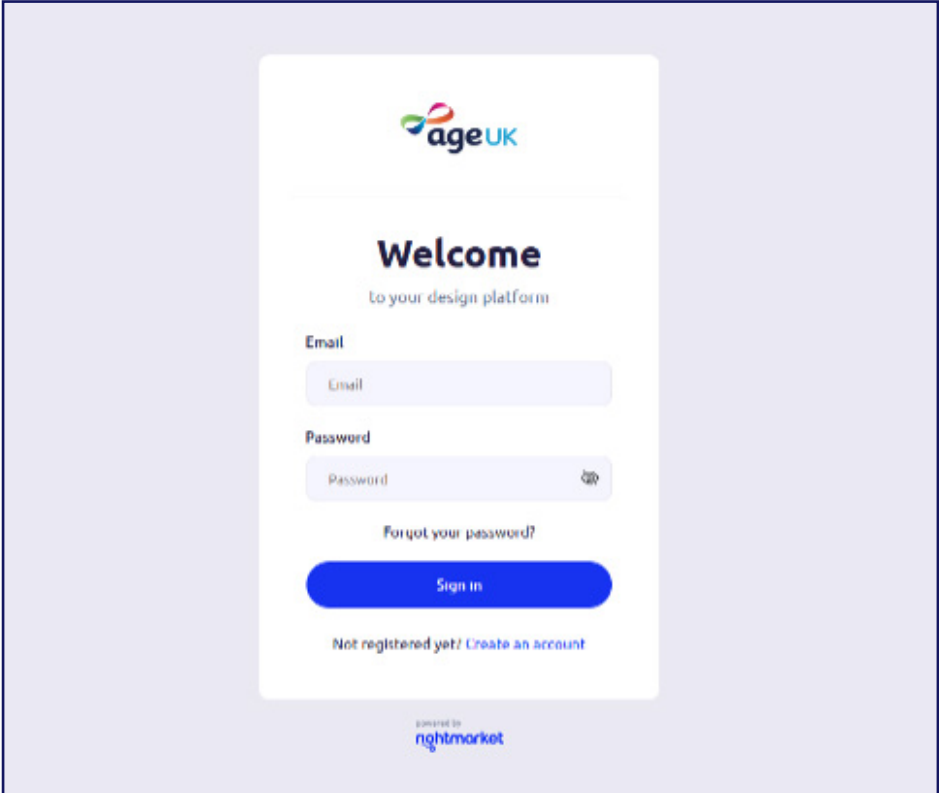 ageUK
Welcome
to your design platform
Email
Email
Password
Password
Forgot your password?
Sign in
Not registered yet? Create an account
powered by
rightmarket